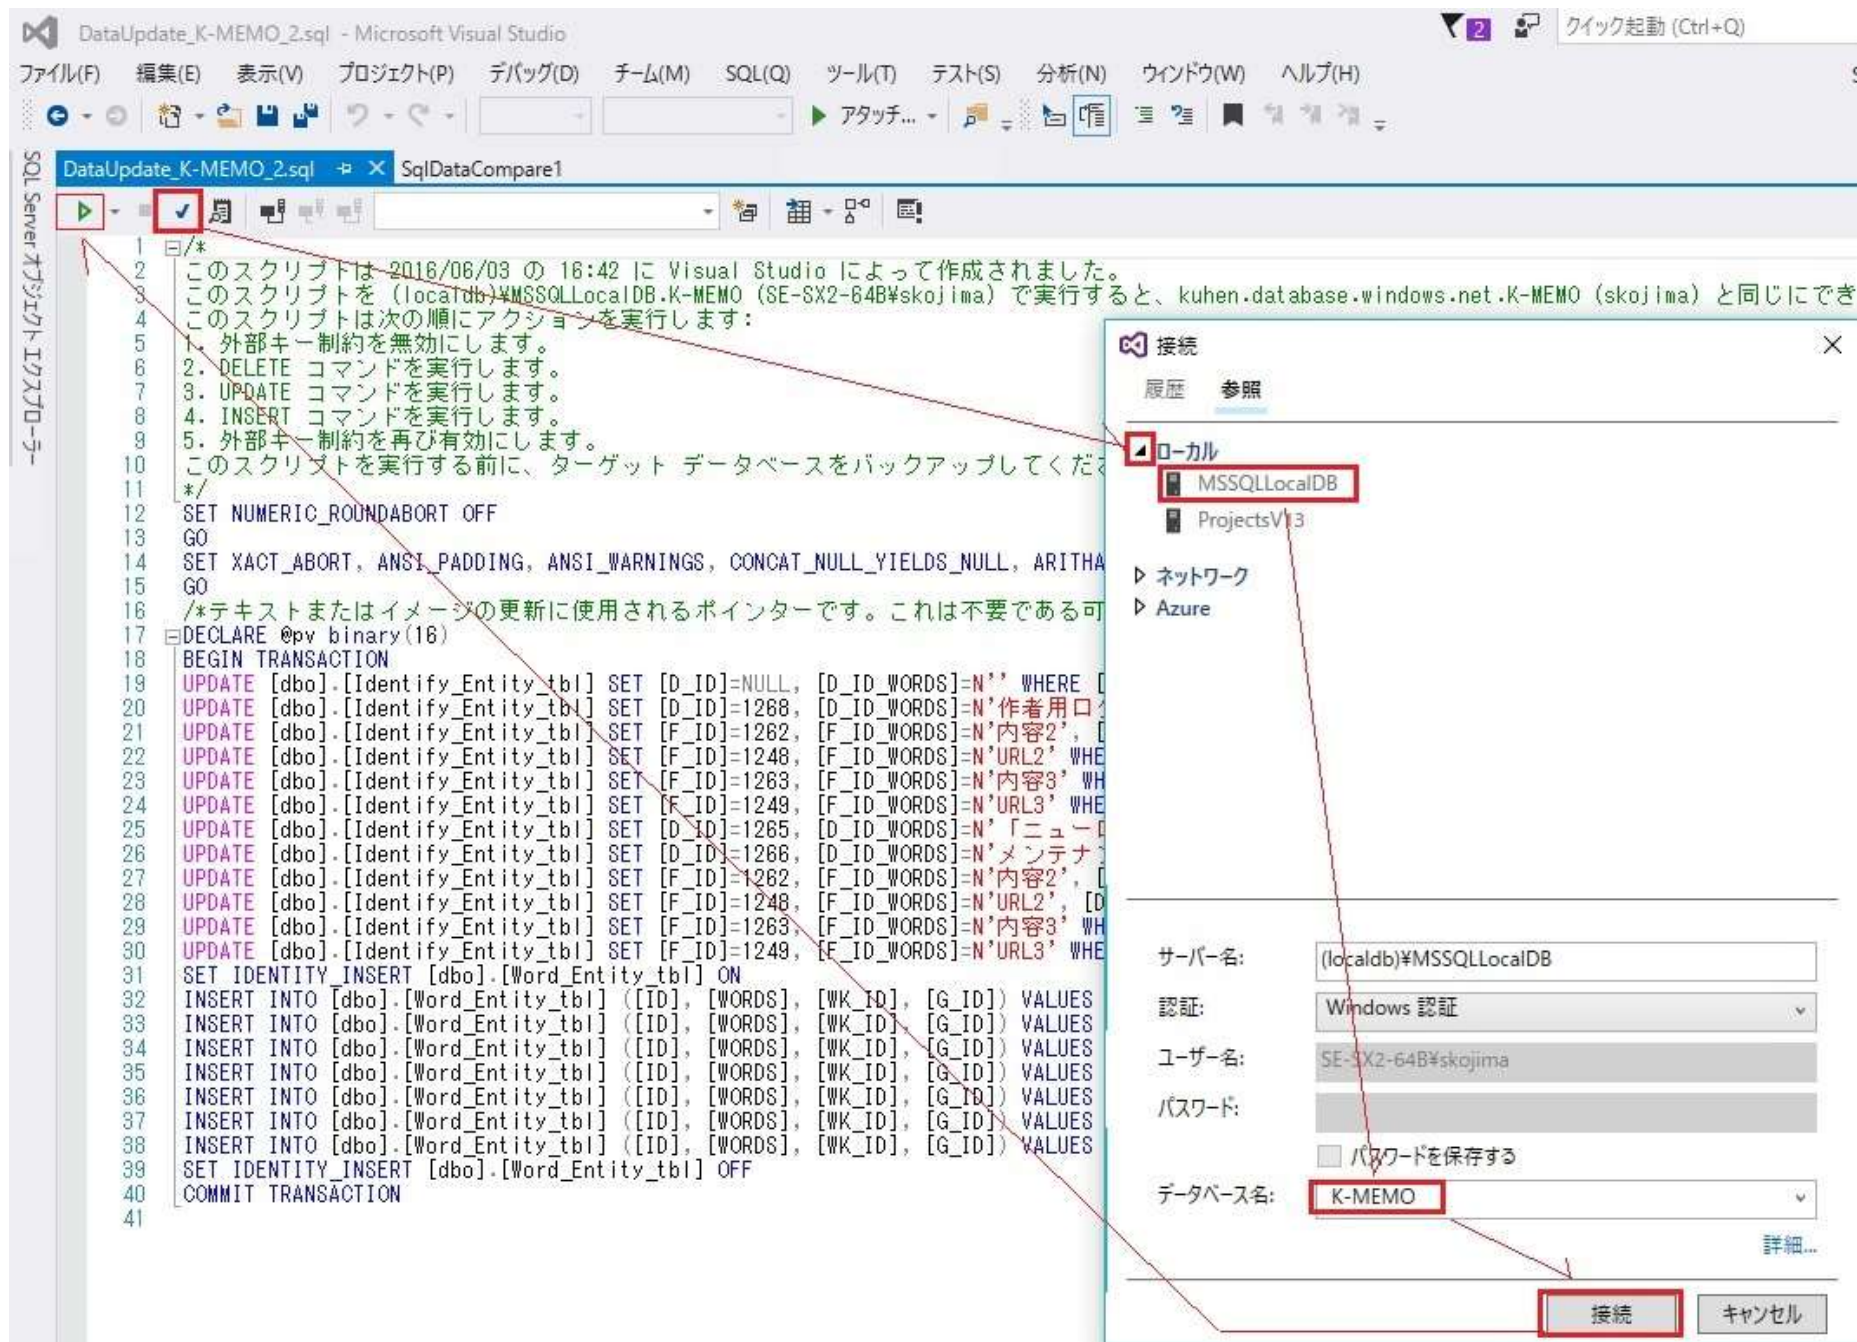 DataUpdate_K-MEMO_2.sql - Microsoft Visual Studio
2
クイック起動 (Ctrl+Q)
ファイル(F) 編集(E) 表示(V) プロジェクト(P) デバッグ(D) チーム(M) SQL(Q) ツール(T) テスト(S) 分析(N) ウィンドウ(W) ヘルプ(H)
アタッチ...
SQL Server オブジェクト エクスプローラー
DataUpdate_K-MEMO_2.sql SqlDataCompare1
1 /*
2 このスクリプトは 2016/06/03 の 16:42 に Visual Studio によって作成されました。
3 このスクリプトを (localdb)¥MSSQLLocalDB.K-MEMO (SE-SX2-64B¥skojima) で実行すると、kuhen.database.windows.net.K-MEMO (skojima) と同じにでき
4 このスクリプトは次の順にアクションを実行します:
5 1. 外部キー制約を無効にします。
6 2. DELETE コマンドを実行します。
7 3. UPDATE コマンドを実行します。
8 4. INSERT コマンドを実行します。
9 5. 外部キー制約を再び有効にします。
10 このスクリプトを実行する前に、ターゲット データベースをバックアップしてくだ
11 */
12 SET NUMERIC_ROUNDABORT OFF
13 GO
14 SET XACT_ABORT, ANSI_PADDING, ANSI_WARNINGS, CONCAT_NULL_YIELDS_NULL, ARITHA
15 GO
16 /*テキストまたはイメージの更新に使用されるポインターです。これは不要である可
17 DECLARE @pv binary(16)
18 BEGIN TRANSACTION
19 UPDATE [dbo].[Identify_Entity_tbl] SET [D_ID]=NULL, [D_ID_WORDS]=N'' WHERE [
20 UPDATE [dbo].[Identify_Entity_tbl] SET [D_ID]=1268, [D_ID_WORDS]=N'作者用ロ
21 UPDATE [dbo].[Identify_Entity_tbl] SET [F_ID]=1262, [F_ID_WORDS]=N'内容2', [
22 UPDATE [dbo].[Identify_Entity_tbl] SET [F_ID]=1248, [F_ID_WORDS]=N'URL2' WHE
23 UPDATE [dbo].[Identify_Entity_tbl] SET [F_ID]=1263, [F_ID_WORDS]=N'内容3' WH
24 UPDATE [dbo].[Identify_Entity_tbl] SET [F_ID]=1249, [F_ID_WORDS]=N'URL3' WHE
25 UPDATE [dbo].[Identify_Entity_tbl] SET [D_ID]=1265, [D_ID_WORDS]=N'「ニュー
26 UPDATE [dbo].[Identify_Entity_tbl] SET [D_ID]=1266, [D_ID_WORDS]=N'メンテナ
27 UPDATE [dbo].[Identify_Entity_tbl] SET [F_ID]=1262, [F_ID_WORDS]=N'内容2', [
28 UPDATE [dbo].[Identify_Entity_tbl] SET [F_ID]=1248, [F_ID_WORDS]=N'URL2', [D
29 UPDATE [dbo].[Identify_Entity_tbl] SET [F_ID]=1263, [F_ID_WORDS]=N'内容3' WH
30 UPDATE [dbo].[Identify_Entity_tbl] SET [F_ID]=1249, [F_ID_WORDS]=N'URL3' WHE
31 SET IDENTITY_INSERT [dbo].[Word_Entity_tbl] ON
32 INSERT INTO [dbo].[Word_Entity_tbl] ([ID], [WORDS], [WK_ID], [G_ID]) VALUES
33 INSERT INTO [dbo].[Word_Entity_tbl] ([ID], [WORDS], [WK_ID], [G_ID]) VALUES
34 INSERT INTO [dbo].[Word_Entity_tbl] ([ID], [WORDS], [WK_ID], [G_ID]) VALUES
35 INSERT INTO [dbo].[Word_Entity_tbl] ([ID], [WORDS], [WK_ID], [G_ID]) VALUES
36 INSERT INTO [dbo].[Word_Entity_tbl] ([ID], [WORDS], [WK_ID], [G_ID]) VALUES
37 INSERT INTO [dbo].[Word_Entity_tbl] ([ID], [WORDS], [WK_ID], [G_ID]) VALUES
38 INSERT INTO [dbo].[Word_Entity_tbl] ([ID], [WORDS], [WK_ID], [G_ID]) VALUES
39 SET IDENTITY_INSERT [dbo].[Word_Entity_tbl] OFF
40 COMMIT TRANSACTION
41
接続
履歴 参照
ローカル
MSSQLLocalDB
ProjectsV13
ネットワーク
Azure
サーバー名: (localdb)¥MSSQLLocalDB
認証: Windows 認証
ユーザー名: SE-SX2-64B¥skojima
パスワード:
パスワードを保存する
データベース名: K-MEMO
詳細...
接続 キャンセル